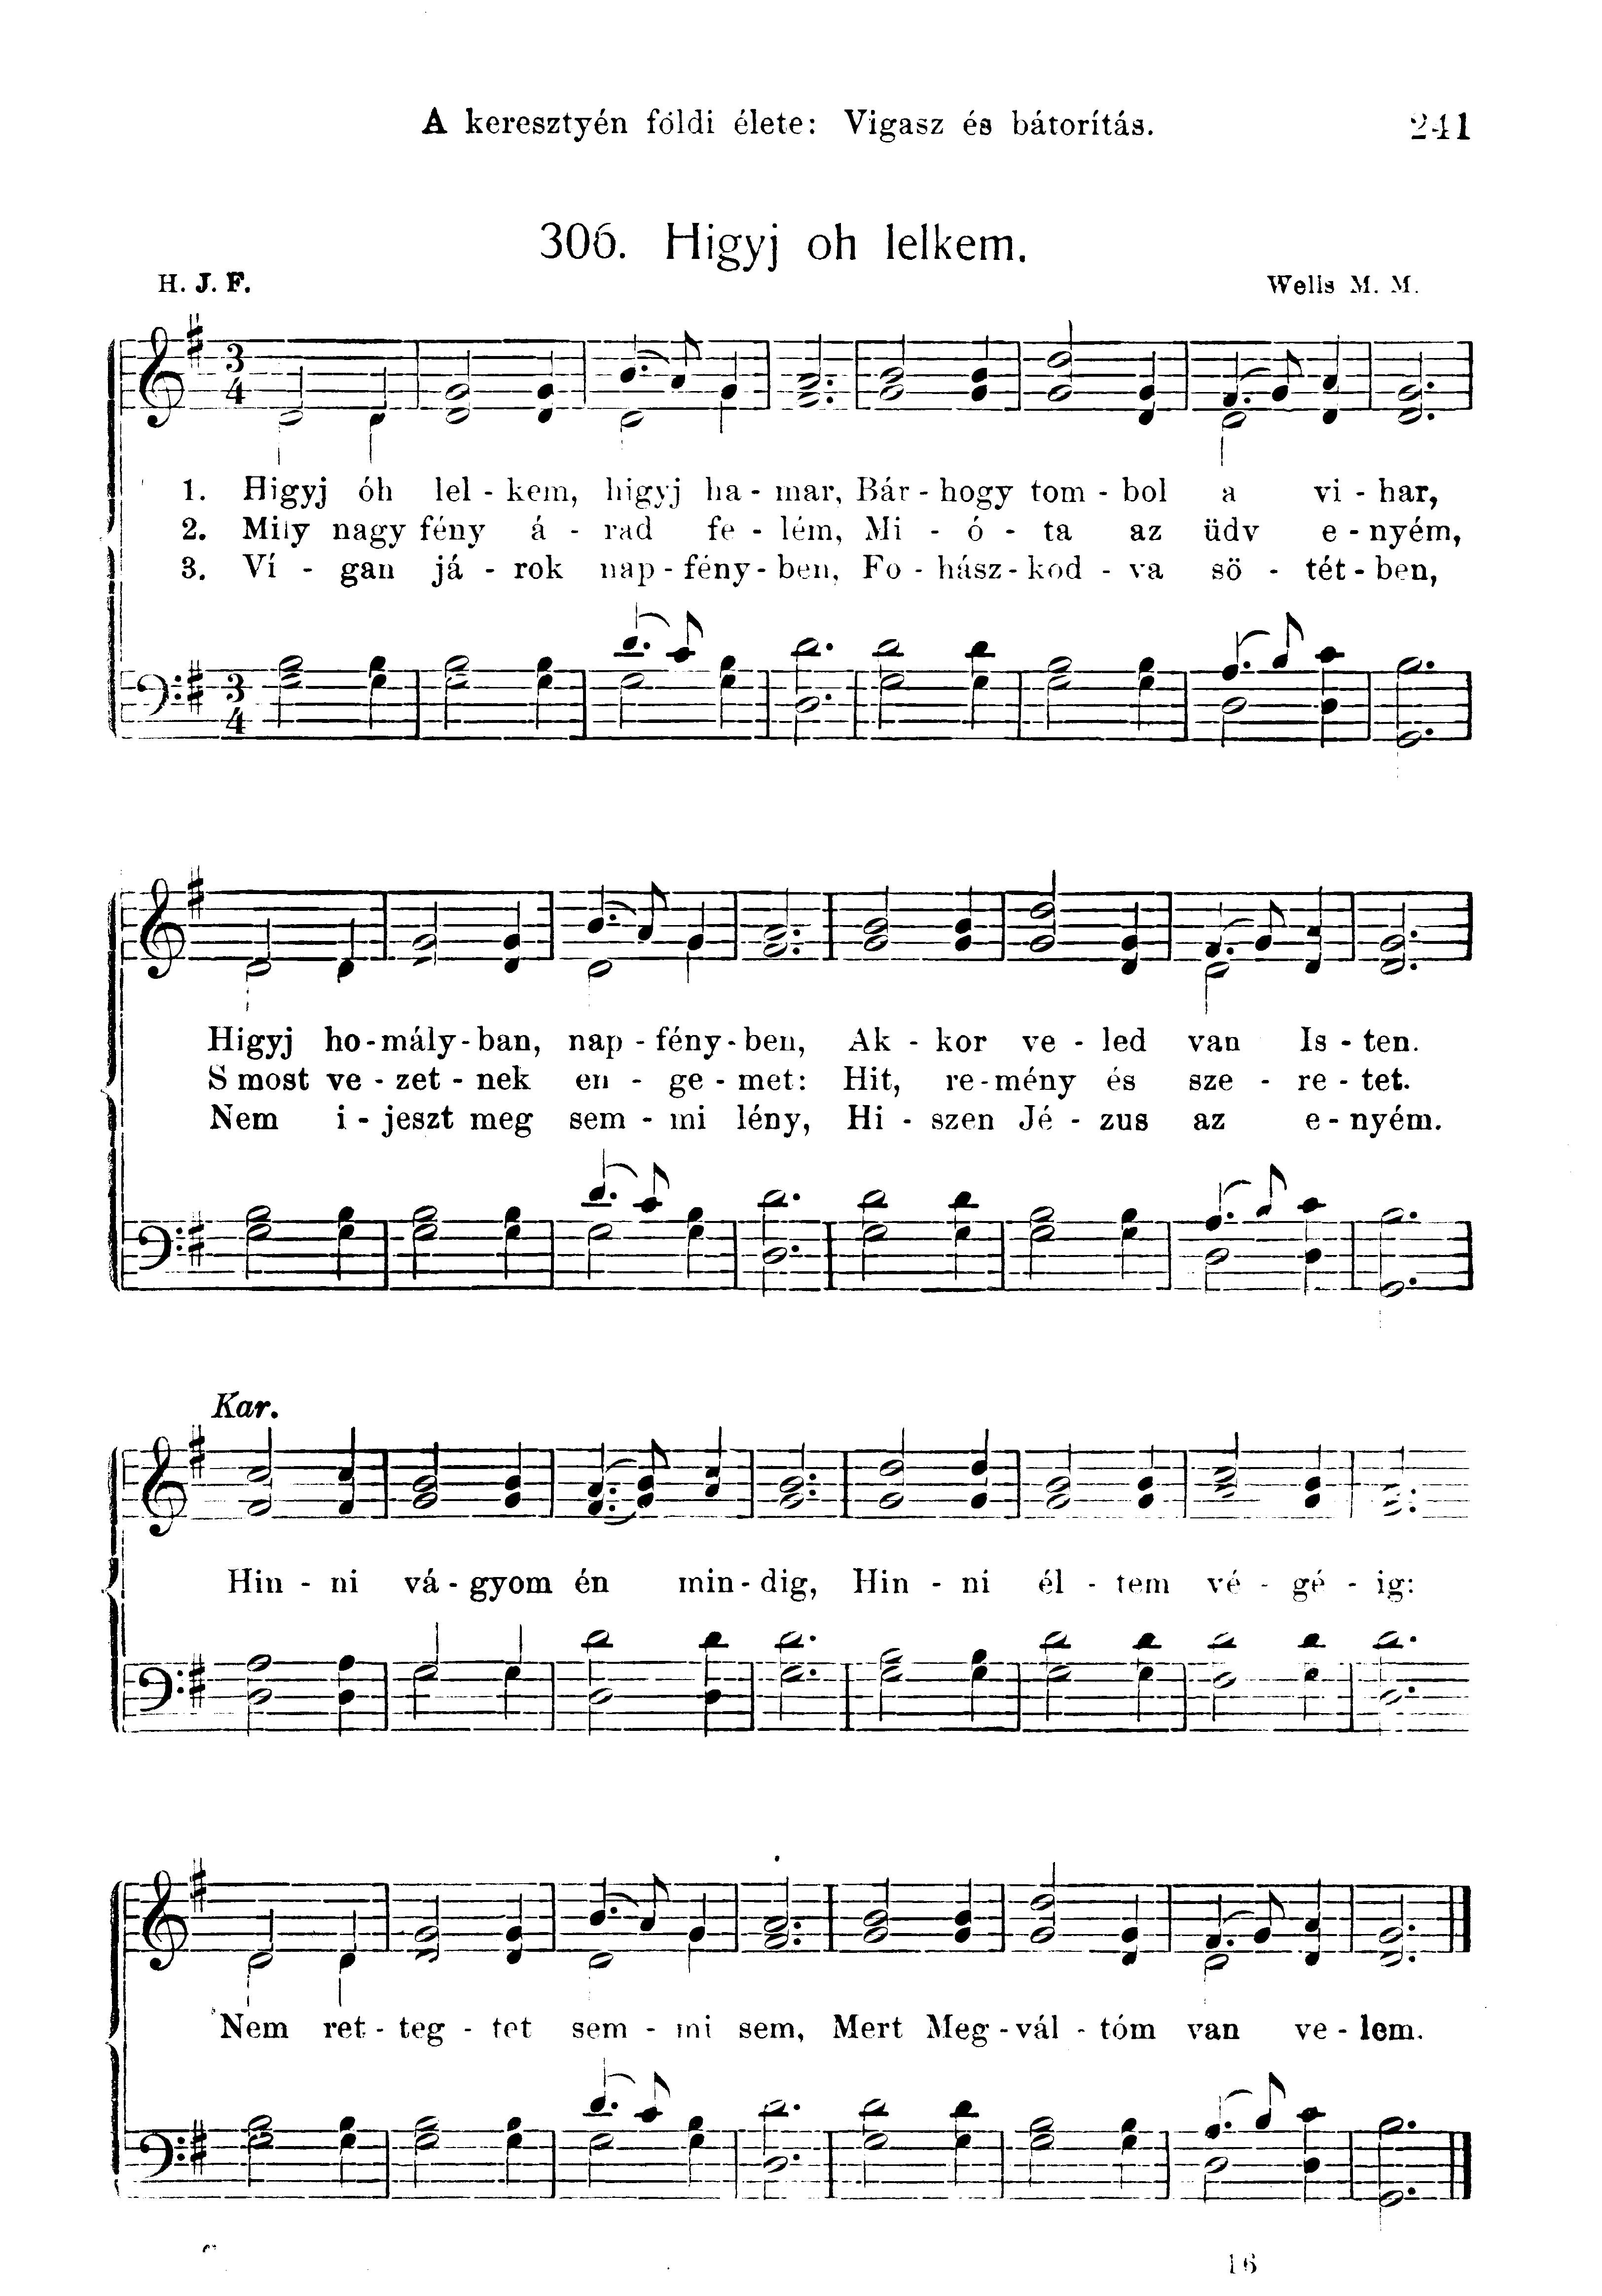 A keresztyén földi élete: Vigasz és bátorítás. 241
306. Higyj oh lelkem.
H. J. F. Wells M. M.
1. Higyj óh lel - kem, higyj ha - mar, Bár - hogy tom - bol a vi - har,
2. Mily nagy fény á - rad fe - lém, Mi - ó - ta az üdv e - nyém,
3. Ví - gan já - rok nap - fény - ben, Fo - hász - kod - va sö - tét - ben,
Higyj ho - mály - ban, nap - fény - ben, Ak - kor ve - led van Is - ten.
S most ve - zet - nek en - ge - met: Hit, re - mény és sze - re - tet.
Nem i - jeszt meg sem - mi lény, Hi - szen Jé - zus az e - nyém.
Kar.
Hin - ni vá - gyom én min - dig, Hin - ni él - tem vé - gé - ig:
Nem ret - teg - tet sem - mi sem, Mert Meg - vál - tóm van ve - lem.
16